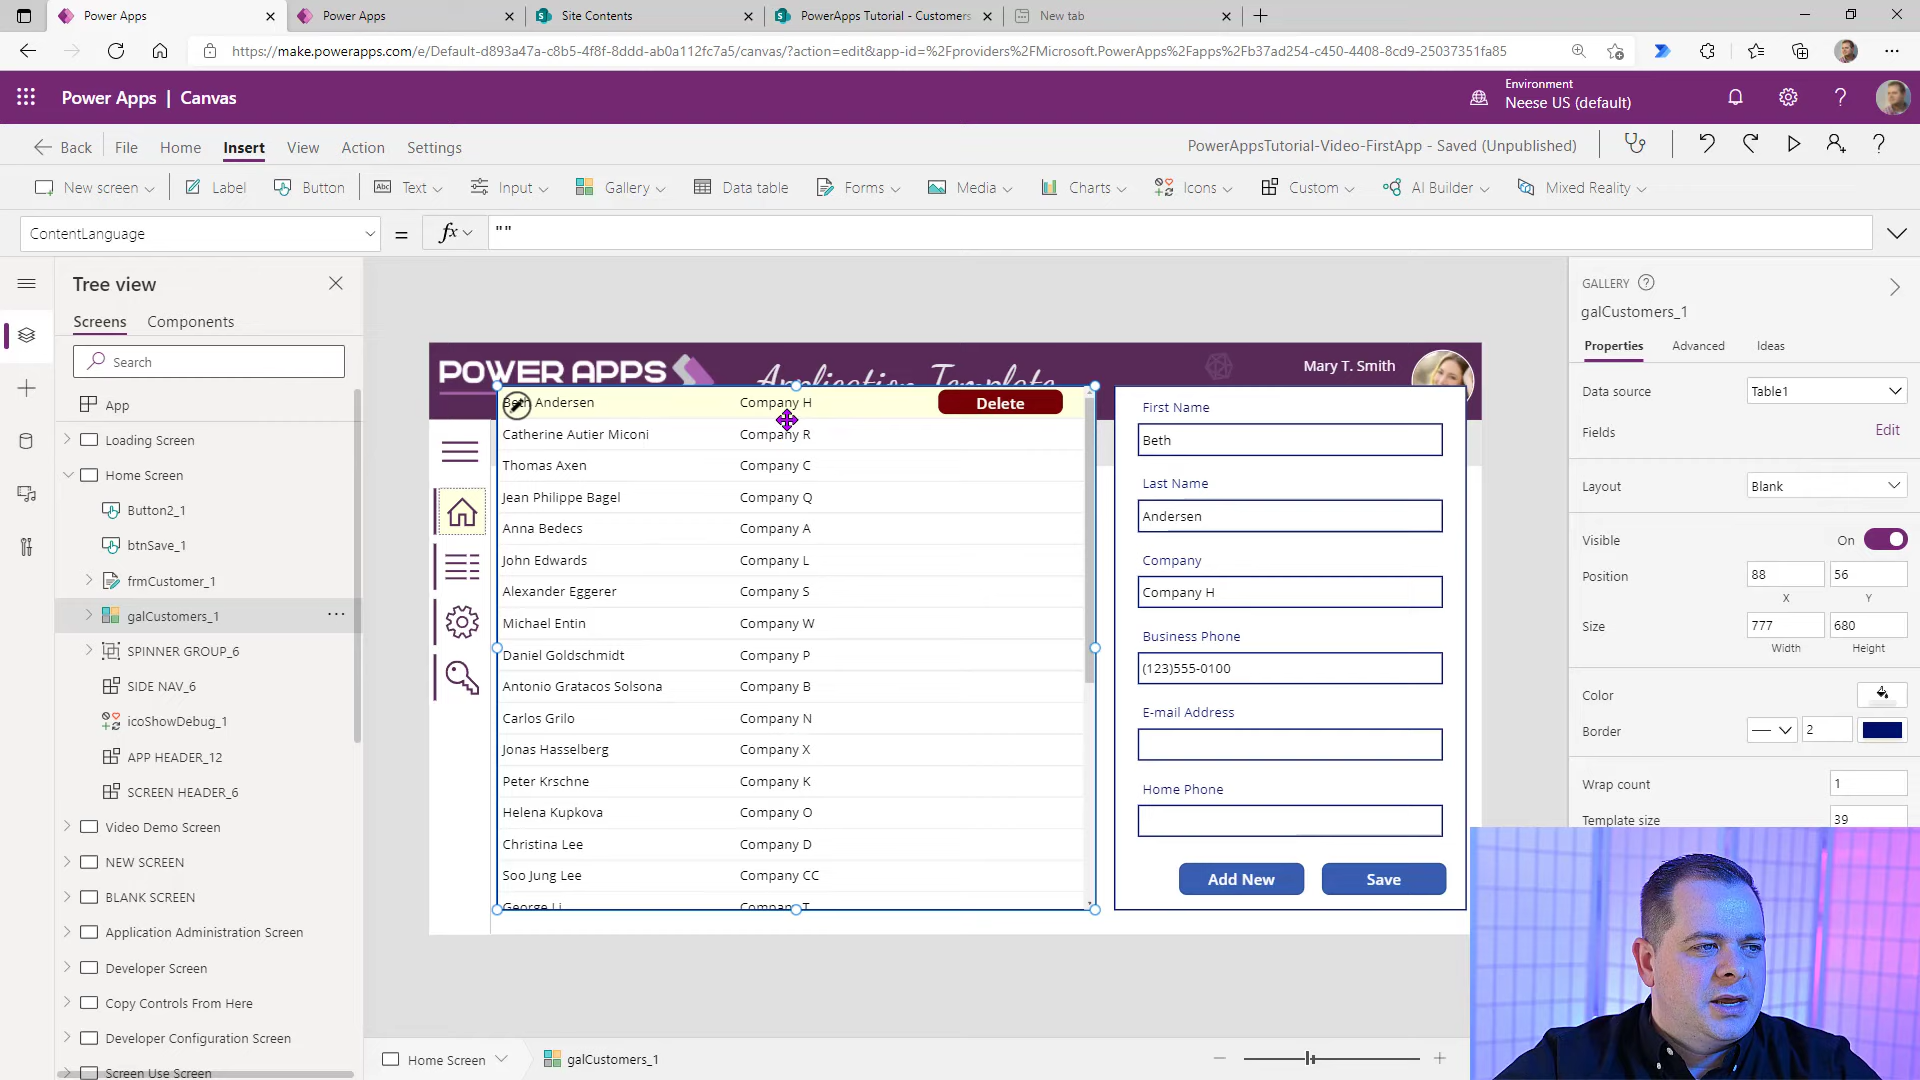 Power Apps
Power Apps
Site Contents
PowerApps Tutorial - Customers
New tab
https://make.powerapps.com/e/Default-d893a47a-c8b5-4f8f-8ddd-ab0a112fc7a5/canvas/?action=edit&app-id=%2Fproviders%2FMicrosoft.PowerApps%2Fapps%2Fb37ad254-c450-4408-8cd9-25037351fa85
Power Apps | Canvas
Environment
Neese US (default)
Back
File
Home
Insert
View
Action
Settings
PowerAppsTutorial-Video-FirstApp - Saved (Unpublished)
New screen
Label
Button
Text
Input
Gallery
Data table
Forms
Media
Charts
Icons
Custom
AI Builder
Mixed Reality
ContentLanguage
=
fx
""
Tree view
Screens
Components
Search
App
Loading Screen
Home Screen
Button2_1
btnSave_1
frmCustomer_1
galCustomers_1
SPINNER GROUP_6
SIDE NAV_6
icoShowDebug_1
APP HEADER_12
SCREEN HEADER_6
Video Demo Screen
NEW SCREEN
BLANK SCREEN
Application Administration Screen
Developer Screen
Copy Controls From Here
Developer Configuration Screen
Screen Use Screen
POWER APPS
Application Template
Mary T. Smith
Beth Andersen Company H Delete
Catherine Autier Miconi Company R
Thomas Axen Company C
Jean Philippe Bagel Company Q
Anna Bedecs Company A
John Edwards Company L
Alexander Eggerer Company S
Michael Entin Company W
Daniel Goldschmidt Company P
Antonio Gratacos Solsona Company B
Carlos Grilo Company N
Jonas Hasselberg Company X
Peter Krschne Company K
Helena Kupkova Company O
Christina Lee Company D
Soo Jung Lee Company CC
George Li Company T
First Name
Beth
Last Name
Andersen
Company
Company H
Business Phone
(123)555-0100
E-mail Address
Home Phone
Add New
Save
Home Screen
galCustomers_1
GALLERY
galCustomers_1
Properties
Advanced
Ideas
Data source
Table1
Fields
Edit
Layout
Blank
Visible
On
Position
88
56
X
Y
Size
777
680
Width
Height
Color
Border
2
Wrap count
1
Template size
39